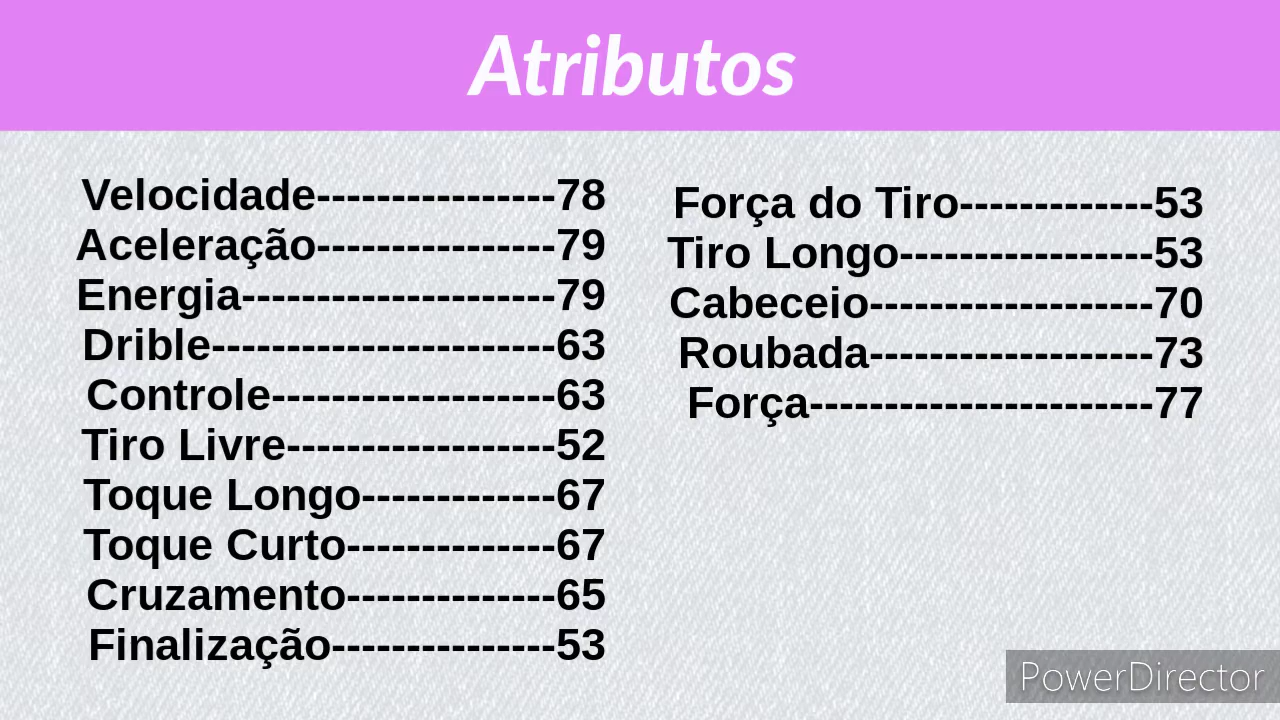 Atributos
Velocidade----------------78
Aceleração----------------79
Energia---------------------79
Drible-----------------------63
Controle-------------------63
Tiro Livre------------------52
Toque Longo-------------67
Toque Curto--------------67
Cruzamento--------------65
Finalização---------------53
Força do Tiro-------------53
Tiro Longo-----------------53
Cabeceio-------------------70
Roubada-------------------73
Força-----------------------77
PowerDirector